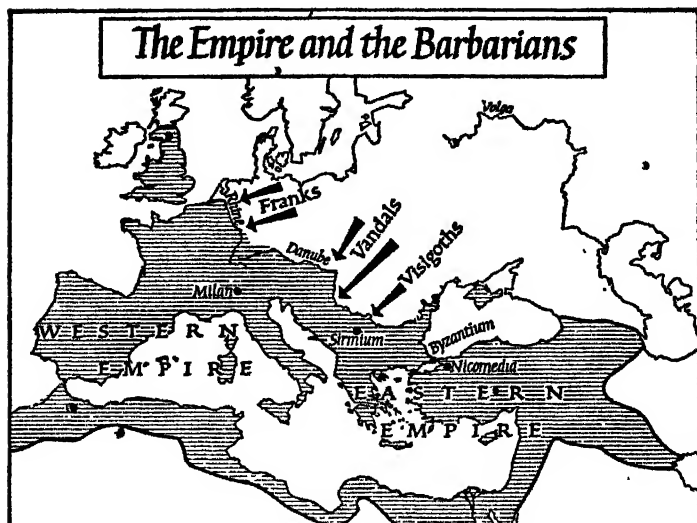 The Empire and the Barbarians
Volga
S. Rhine
Franks
Danube
Vandals
Visigoths
Milan
Sirmium
Byzantium
Nicomedia
WESTERN
EMPIRE
EASTERN
EMPIRE